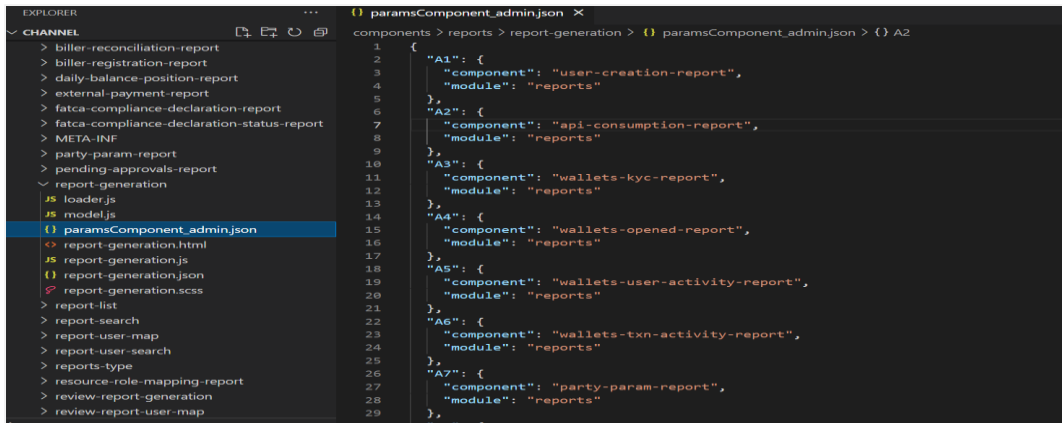 EXPLORER
CHANNEL
biller-reconciliation-report
biller-registration-report
daily-balance-position-report
external-payment-report
fatca-compliance-declaration-report
fatca-compliance-declaration-status-report
META-INF
party-param-report
pending-approvals-report
report-generation
JS loader.js
JS model.js
{} paramsComponent_admin.json
<> report-generation.html
JS report-generation.js
{} report-generation.json
report-generation.scss
report-list
report-search
report-user-map
report-user-search
reports-type
resource-role-mapping-report
review-report-generation
review-report-user-map
{} paramsComponent_admin.json ×
components > reports > report-generation > {} paramsComponent_admin.json > {} A2
1 {
2 "A1": {
3 "component": "user-creation-report",
4 "module": "reports"
5 },
6 "A2": {
7 "component": "api-consumption-report",
8 "module": "reports"
9 },
10 "A3": {
11 "component": "wallets-kyc-report",
12 "module": "reports"
13 },
14 "A4": {
15 "component": "wallets-opened-report",
16 "module": "reports"
17 },
18 "A5": {
19 "component": "wallets-user-activity-report",
20 "module": "reports"
21 },
22 "A6": {
23 "component": "wallets-txn-activity-report",
24 "module": "reports"
25 },
26 "A7": {
27 "component": "party-param-report",
28 "module": "reports"
29 },